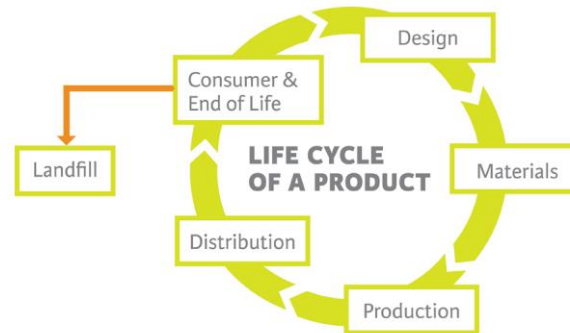 Design
Consumer &
End of Life
LIFE CYCLE
OF A PRODUCT
Landfill
Materials
Distribution
Production